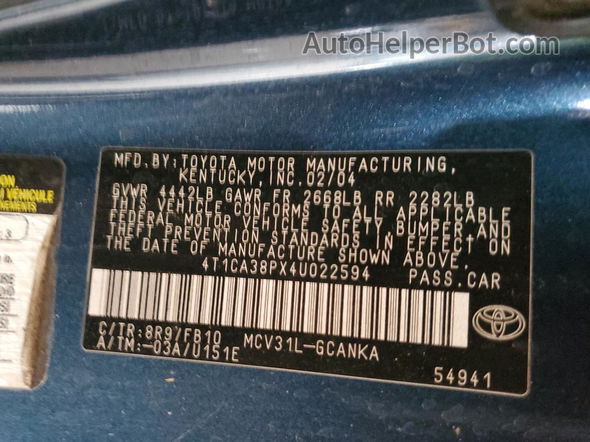 AutoHelperBot.com
MFD.BY:TOYOTA MOTOR MANUFACTURING,
KENTUCKY INC.02/04
GVWR 4442LB GAWR FR 2668LB RR 2282LB
THIS VEHICLE CONFORMS TO ALL APPLICABLE
FEDERAL MOTOR VEHICLE SAFETY,BUMPER,AND
THEFT PREVENTION STANDARDS IN EFFECT ON
THE DATE OF MANUFACTURE SHOWN ABOVE.
4T1CA38PX4U022594 PASS.CAR
C/TR:8R9/FB10 MCV31L-GCANKA
A/TM:-03A/U151E
54941
VEHICULE